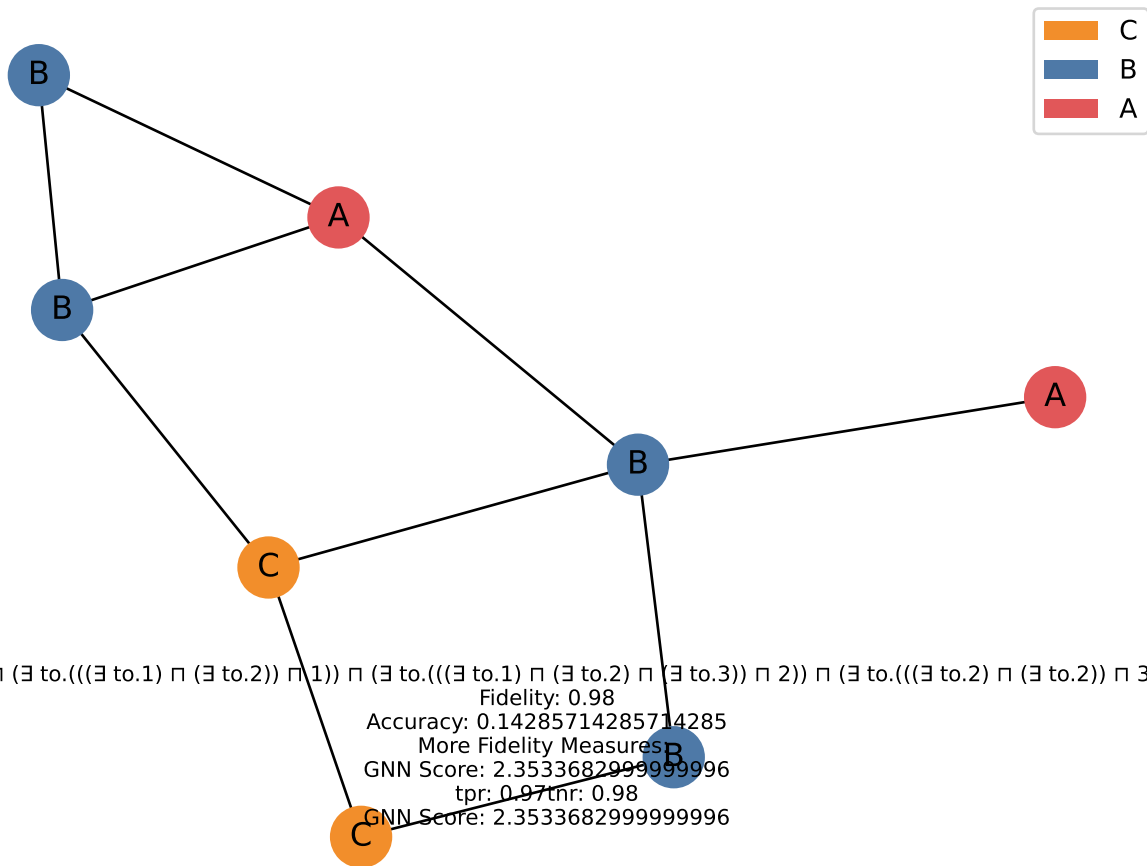 C
B
B
A
A
B
A
B
C
⊓ (∃ to.(((∃ to.1) ⊓ (∃ to.2)) ⊓ 1)) ⊓ (∃ to.(((∃ to.1) ⊓ (∃ to.2) ⊓ (∃ to.3)) ⊓ 2)) ⊓ (∃ to.(((∃ to.2) ⊓ (∃ to.2)) ⊓ 3
Fidelity: 0.98
Accuracy: 0.14285714285714285
More Fidelity Measures:
B
GNN Score: 2.3533682999999996
tpr: 0.97tnr: 0.98
GNN Score: 2.3533682999999996
C